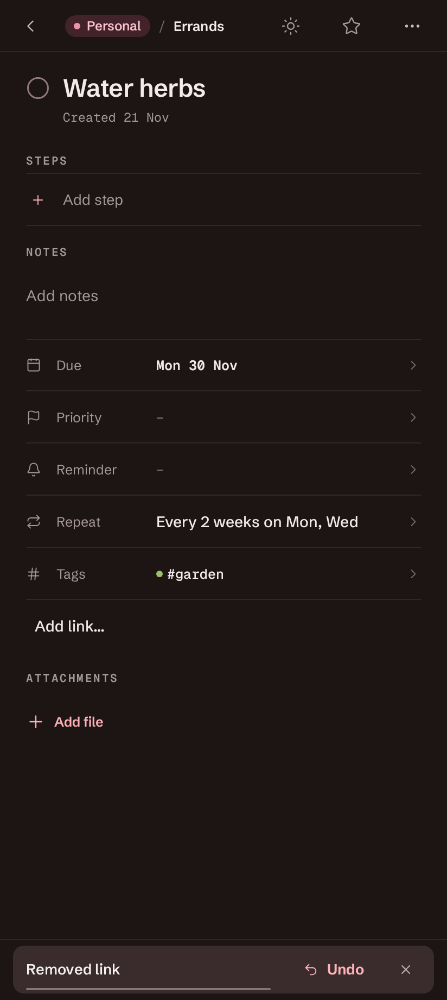 Personal / Errands
Water herbs
Created 21 Nov
STEPS
Add step
NOTES
Add notes
Due Mon 30 Nov
Priority –
Reminder –
Repeat Every 2 weeks on Mon, Wed
Tags #garden
Add link…
ATTACHMENTS
Add file
Removed link Undo